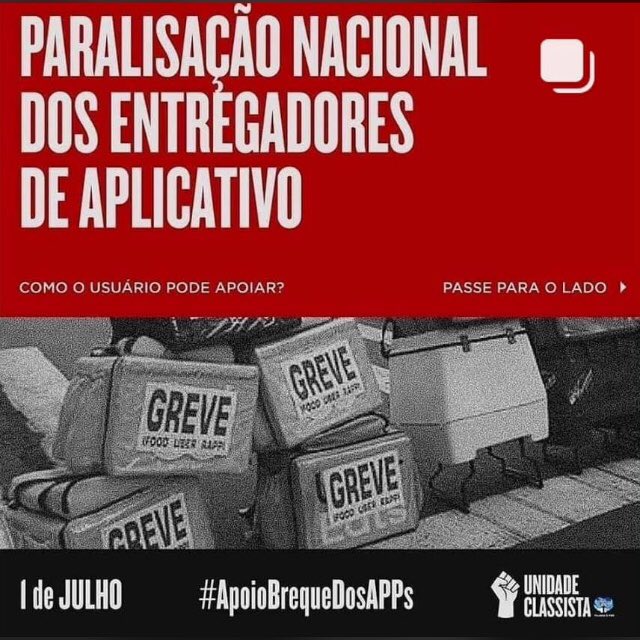 PARALISAÇÃO NACIONAL
DOS ENTREGADORES
DE APLICATIVO
COMO O USUÁRIO PODE APOIAR?
PASSE PARA O LADO
GREVE
IFOOD UBER RAPPI
GREVE
IFOOD UBER RAPPI
GREVE
IFOOD UBER RAPPI
GREVE
1 de JULHO
#ApoioBrequeDosAPPs
UNIDADE
CLASSISTA